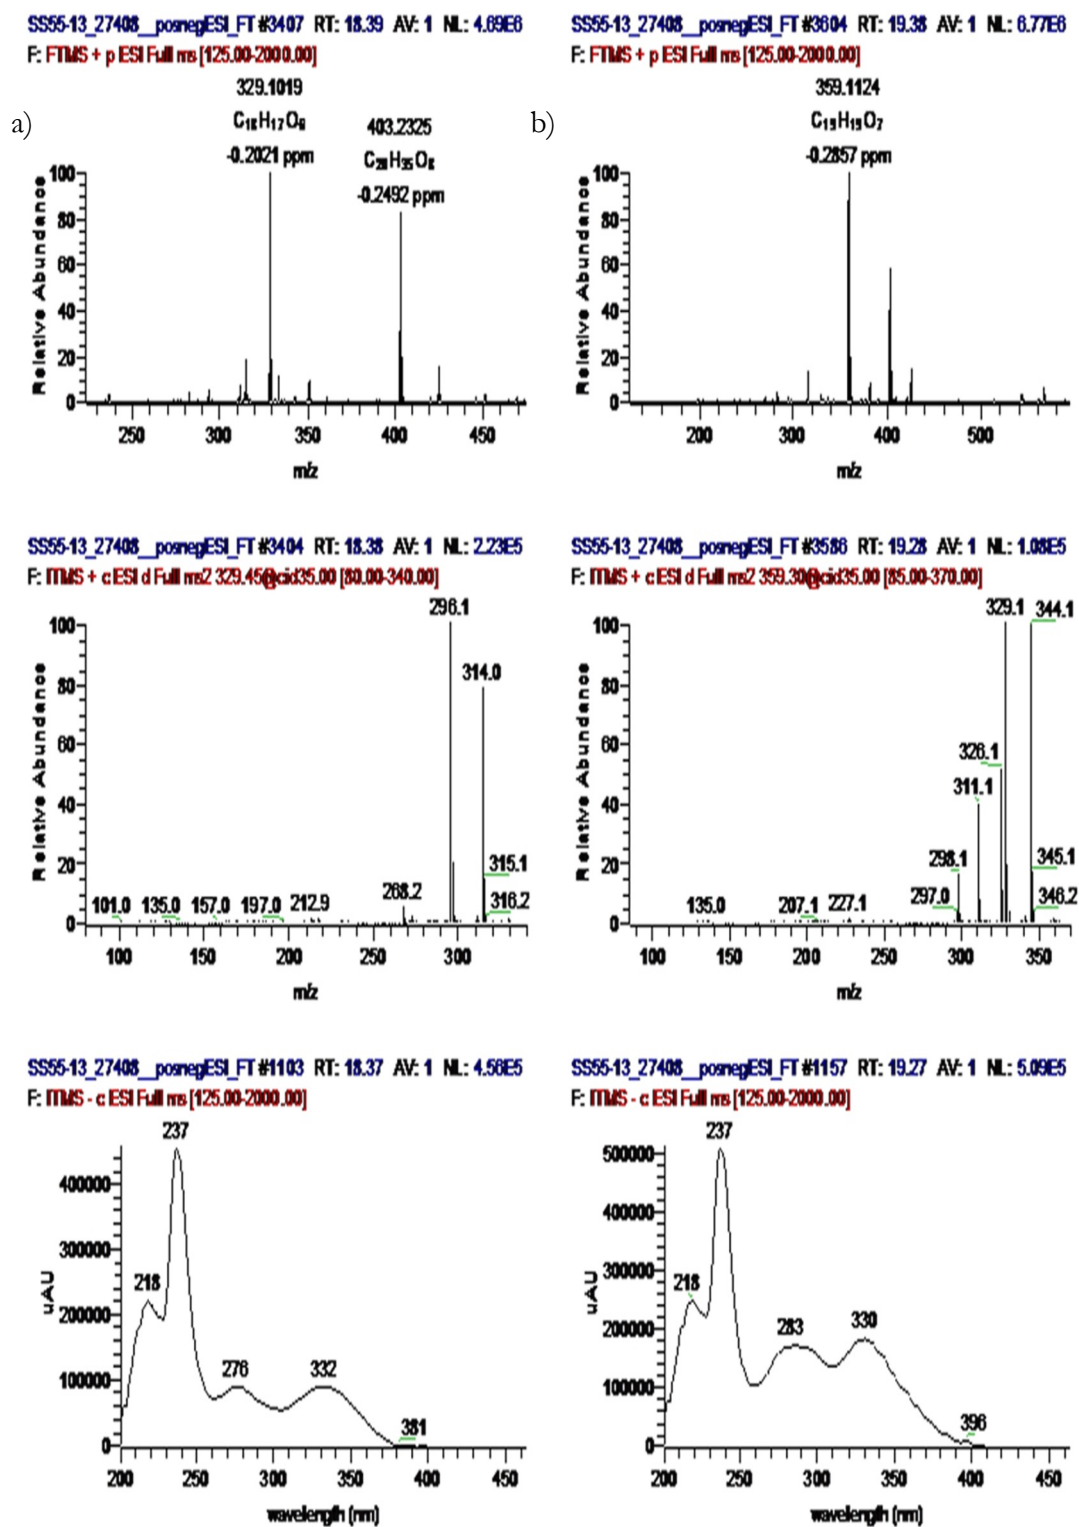 SS55-13_27408__posnegESI_FT #3407 RT: 18.39 AV: 1 NL: 4.69E6
F: FTMS + p ESI Full ms [125.00-2000.00]
a)
329.1019
C₁₈H₁₇O₆
-0.2021 ppm
403.2325
-0.2492 ppm
Relative Abundance
100
80
60
40
20
0
250 300 350 400 450
m/z
SS55-13_27408__posnegESI_FT #3604 RT: 19.38 AV: 1 NL: 6.77E6
F: FTMS + p ESI Full ms [125.00-2000.00]
b)
359.1124
C₁₉H₁₉O₇
-0.2857 ppm
Relative Abundance
100
80
60
40
20
0
200 300 400 500
m/z
SS55-13_27408__posnegESI_FT #3404 RT: 18.38 AV: 1 NL: 2.23E5
F: ITMS + c ESI d Full ms2 329.45@cid35.00 [80.00-340.00]
296.1
314.0
315.1
316.2
268.2
101.0 135.0 157.0 197.0 212.9
Relative Abundance
100
80
60
40
20
0
100 150 200 250 300
m/z
SS55-13_27408__posnegESI_FT #3586 RT: 19.28 AV: 1 NL: 1.08E5
F: ITMS + c ESI d Full ms2 359.30@cid35.00 [85.00-370.00]
329.1 344.1
326.1
311.1
298.1
345.1
297.0
346.2
135.0 207.1 227.1
Relative Abundance
100
80
60
40
20
0
100 150 200 250 300 350
m/z
SS55-13_27408__posnegESI_FT #1103 RT: 18.37 AV: 1 NL: 4.56E5
F: ITMS - c ESI Full ms [125.00-2000.00]
237
218
276
332
381
uAU
400000
300000
200000
100000
0
200 250 300 350 400 450
wavelength (nm)
SS55-13_27408__posnegESI_FT #1157 RT: 19.27 AV: 1 NL: 5.09E5
F: ITMS - c ESI Full ms [125.00-2000.00]
237
218
283
330
396
uAU
500000
400000
300000
200000
100000
0
200 250 300 350 400 450
wavelength (nm)